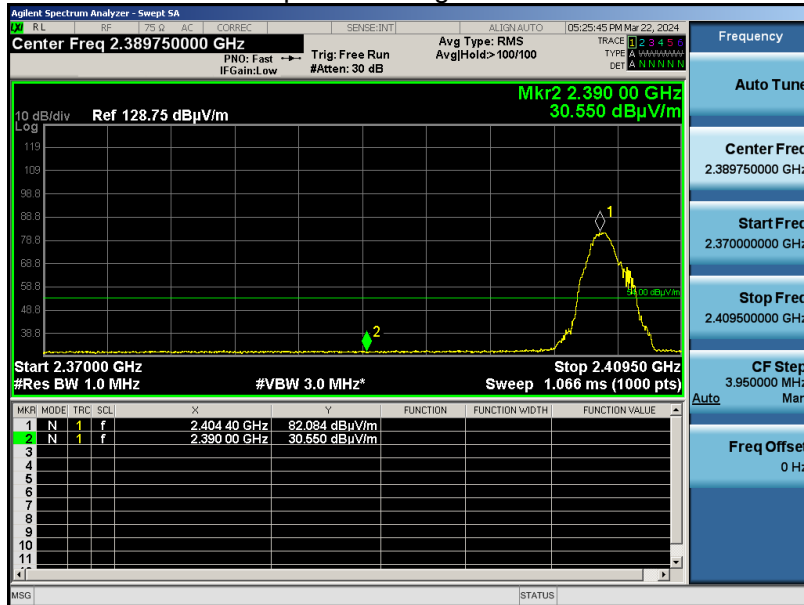 Agilent Spectrum Analyzer - Swept SA
LXI RL RF 75 Ω AC CORREC SENSE:INT ALIGN AUTO 05:25:45 PM Mar 22, 2024
Center Freq 2.389750000 GHz
PNO: Fast
IFGain:Low
Trig: Free Run
#Atten: 30 dB
Avg Type: RMS
Avg|Hold:>100/100
TRACE 1 2 3 4 5 6
TYPE A
DET A N N N N N
Mkr2 2.390 00 GHz
30.550 dBµV/m
10 dB/div Ref 128.75 dBµV/m
Log
119
109
98.8
88.8
78.8
68.8
58.8
48.8
38.8
1
2
54.00 dBµV/m
Start 2.37000 GHz Stop 2.40950 GHz
#Res BW 1.0 MHz #VBW 3.0 MHz* Sweep 1.066 ms (1000 pts)
MKR MODE TRC SCL X Y FUNCTION FUNCTION WIDTH FUNCTION VALUE
1 N 1 f 2.404 40 GHz 82.084 dBµV/m
2 N 1 f 2.390 00 GHz 30.550 dBµV/m
3
4
5
6
7
8
9
10
11
MSG STATUS
Frequency
Auto Tune
Center Freq
2.389750000 GHz
Start Freq
2.370000000 GHz
Stop Freq
2.409500000 GHz
CF Step
3.950000 MHz
Auto Man
Freq Offset
0 Hz